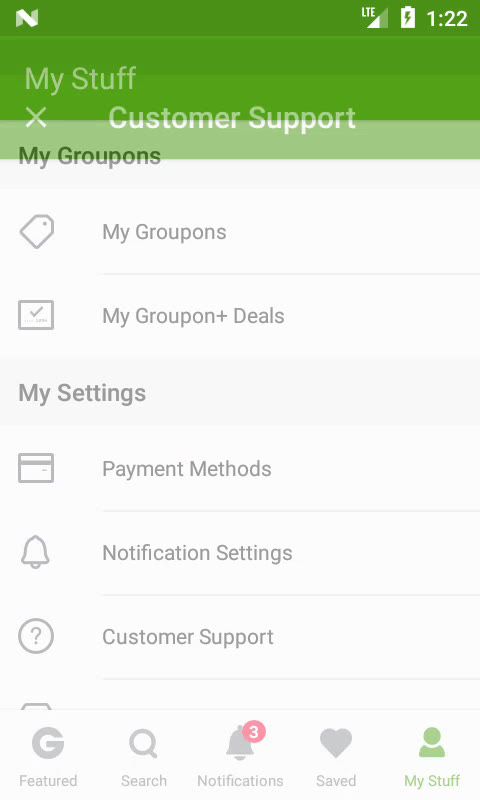 LTE 1:22
My Stuff
Customer Support
My Groupons
My Groupons
My Groupon+ Deals
My Settings
Payment Methods
Notification Settings
?
Customer Support
3
Featured Search Notifications Saved My Stuff